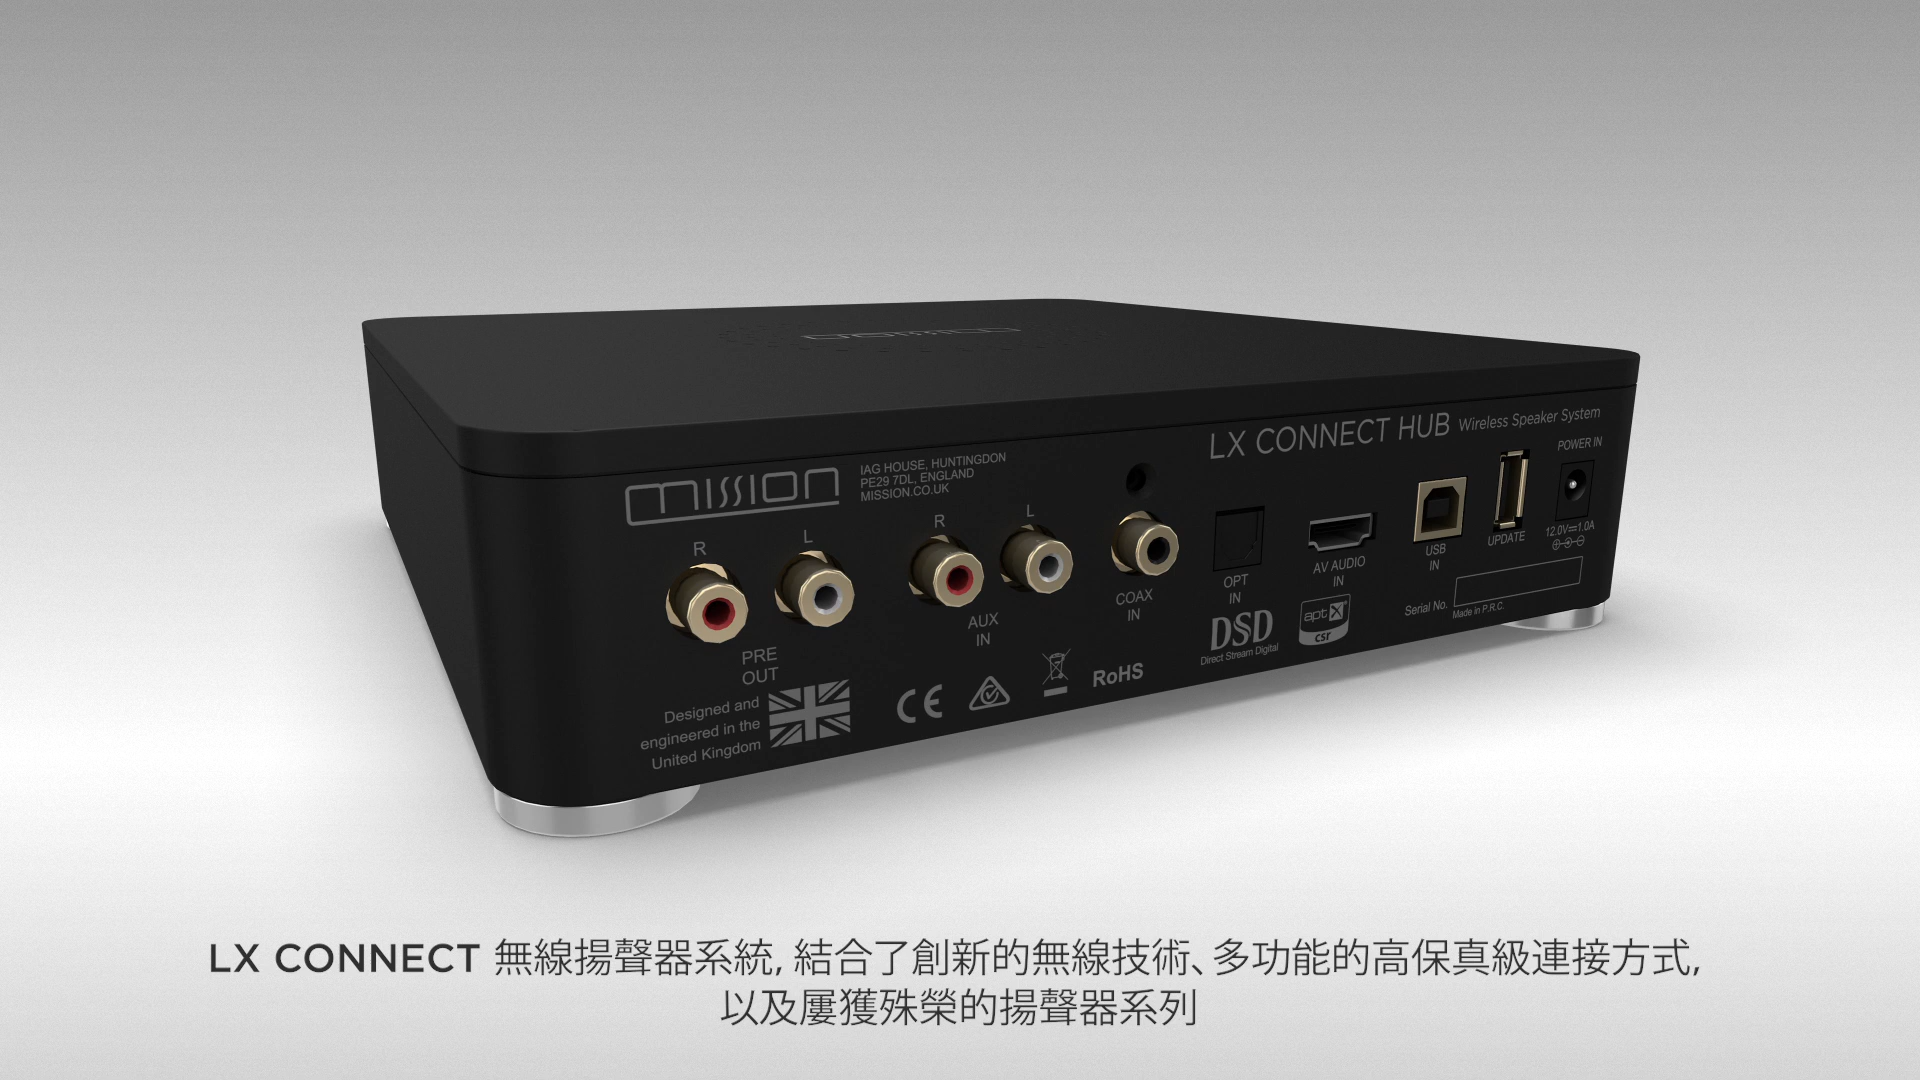 LX CONNECT HUB Wireless Speaker System
mission
IAG HOUSE, HUNTINGDON
PE29 7DL, ENGLAND
MISSION.CO.UK
POWER IN
R
L
R
L
12.0V⎓1.0A
UPDATE
USB
IN
AV AUDIO
IN
OPT
IN
COAX
IN
AUX
IN
PRE
OUT
Serial No.
Made in P.R.C.
DSD
Direct Stream Digital
aptX
csr
CE
RoHS
Designed and
engineered in the
United Kingdom
LX CONNECT 無線揚聲器系統, 結合了創新的無線技術、多功能的高保真級連接方式,
以及屢獲殊榮的揚聲器系列